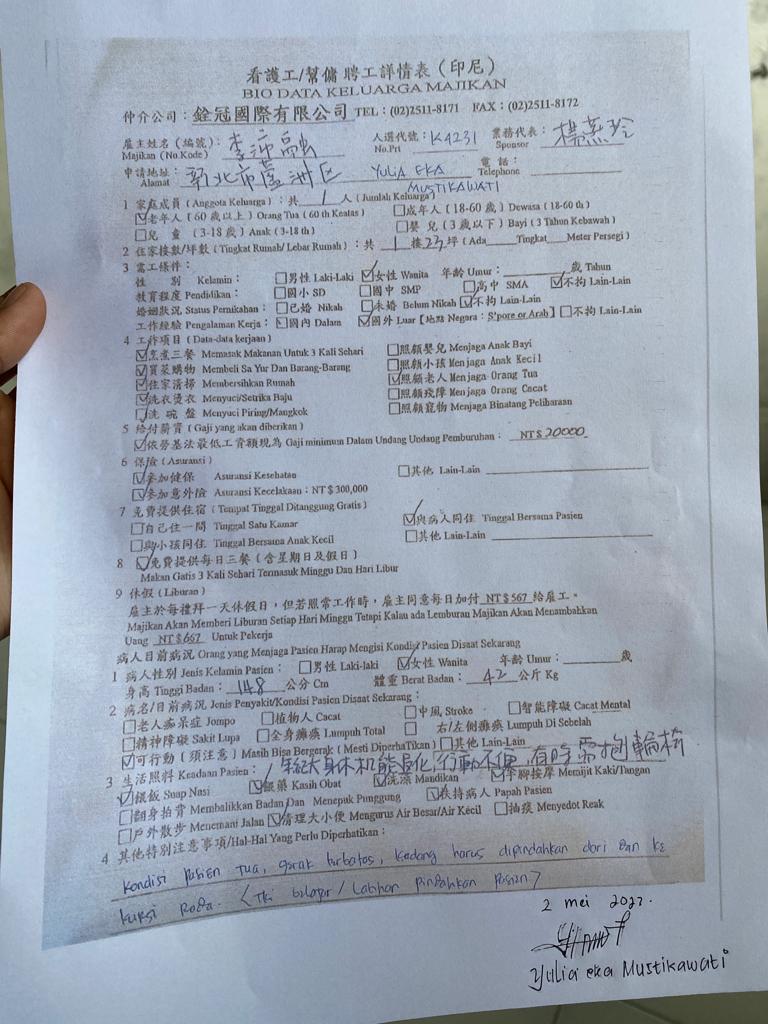 看護工/幫傭 聘工詳情表(印尼)
BIO DATA KELUARGA MAJIKAN
仲介公司:銓冠國際有限公司 TEL:(02)2511-8171 FAX:(02)2511-8172
雇主姓名(編號): 李沛融 人選代號:K4231 業務代表: 楊燕玲
Majikan (No.Kode) No.Prt Sponsor
申請地址: 新北市蘆洲区 YULIA EKA MUSTIKAWATI 電話:
Alamat Telephone
1 家庭成員(Anggota Keluarga):共 1 人(Jumlah Keluarga)
☑老年人(60歲以上)Orang Tua (60 th Keatas) □成年人(18-60歲)Dewasa (18-60 th)
□兒 童(3-18歲)Anak (3-18 th) □嬰 兒(3歲以下)Bayi (3 Tahun Kebawah)
2 住家樓數/坪數(Tingkat Rumah/ Lebar Rumah):共 1 樓 23 坪(Ada____Tingkat____Meter Persegi)
3 需工條件:
性 別 Kelamin: □男性 Laki-Laki ☑女性 Wanita 年齡 Umur:________歲 Tahun
教育程度 Pendidikan: □國小 SD □國中 SMP □高中 SMA ☑不拘 Lain-Lain
婚姻狀況 Status Pernikahan: □已婚 Nikah □未婚 Belum Nikah ☑不拘 Lain-Lain
工作經驗 Pengalaman Kerja: ☑國內 Dalam ☑國外 Luar【地點 Negara: S'pore or Arab】 □不拘 Lain-Lain
4 工作項目(Data-data kerjaan)
☑烹煮三餐 Memasak Makanan Untuk 3 Kali Sehari □照顧嬰兒 Menjaga Anak Bayi
☑買菜購物 Membeli Sa Yur Dan Barang-Barang □照顧小孩 Menjaga Anak Kecil
☑住家清掃 Membersihkan Rumah ☑照顧老人 Menjaga Orang Tua
☑洗衣燙衣 Menyuci/Setrika Baju □照顧殘障 Menjaga Orang Cacat
☑洗 碗 盤 Menyuci Piring/Mangkok □照顧寵物 Menjaga Binatang Pelibaraan
5 給付薪資(Gaji yang akan diberikan)
☑依勞基法最低工資額現為 Gaji minimum Dalam Undang Undang Pemburuhan: NT$ 20000
6 保險(Asuransi)
☑參加健保 Asuransi Kesehatan □其他 Lain-Lain
☑參加意外險 Asuransi Kecelakaan:NT$ 300,000
7 免費提供住宿(Tempat Tinggal Ditanggung Gratis)
□自己住一間 Tinggal Satu Kamar ☑與病人同住 Tinggal Bersama Pasien
□與小孩同住 Tinggal Bersama Anak Kecil □其他 Lain-Lain
8 ☑免費提供每日三餐(含星期日及假日)
Makan Gatis 3 Kali Sehari Termasuk Minggu Dan Hari Libur
9 休假(Liburan)
雇主於每禮拜一天休假日,但若照常工作時,雇主同意每日加付 NT$ 567 給雇工。
Majikan Akan Memberi Liburan Setiap Hari Minggu Tetapi Kalau ada Lemburan Majikan Akan Menambahkan
Uang NT$ 667 Untuk Pekerja
病人目前病況 Orang yang Menjaga Pasien Harap Mengisi Kondisi Pasien Disaat Sekarang
1 病人性別 Jenis Kelamin Pasien: □男性 Laki-laki ☑女性 Wanita 年齡 Umur:________歲
身高 Tinggi Badan: 148 公分 Cm 體重 Berat Badan: 42 公斤 Kg
2 病名/目前病況 Jenis Penyakit/Kondisi Pasien Disaat Sekarang:
□老人痴呆症 Jompo □植物人 Cacat □中風 Stroke □智能障礙 Cacat Mental
□精神障礙 Sakit Lupa □全身癱瘓 Lumpuh Total □ 右/左側癱瘓 Lumpuh Di Sebelah
☑可行動(須注意)Masih Bisa Bergerak (Mesti Diperhatikan) □其他 Lain-Lain
3 生活照料 Keadaan Pasien: 年紀大身体机能退化,行動不便,有時需抱輪椅
☑餵飯 Suap Nasi ☑餵藥 Kasih Obat ☑洗澡 Mandikan ☑手腳按摩 Memijat Kaki/Tangan
□翻身拍背 Membalikkan Badan Dan Menepuk Punggung ☑扶持病人 Papah Pasien
□戶外散步 Menemani Jalan ☑清理大小便 Mengurus Air Besar/Air Kecil □抽痰 Menyedot Reak
4 其他特別注意事項/Hal-Hal Yang Perlu Diperhatikan:
Kondisi Pasien Tua, gerak terbatas, kadang harus dipindahkan dari dan ke
kursi Roda. (TKI belajar / Latihan Pindahkan Pasien)
2 mei 2022.
Yulia eka Mustikawati